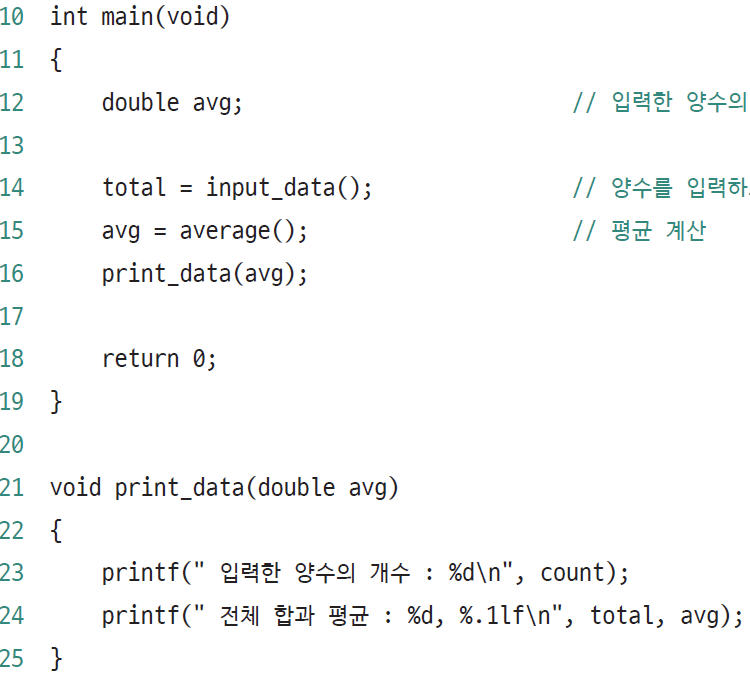 10 int main(void)
11 {
12 double avg; // 입력한 양수의
13
14 total = input_data(); // 양수를 입력하
15 avg = average(); // 평균 계산
16 print_data(avg);
17
18 return 0;
19 }
20
21 void print_data(double avg)
22 {
23 printf(" 입력한 양수의 개수 : %d\n", count);
24 printf(" 전체 합과 평균 : %d, %.1lf\n", total, avg);
25 }